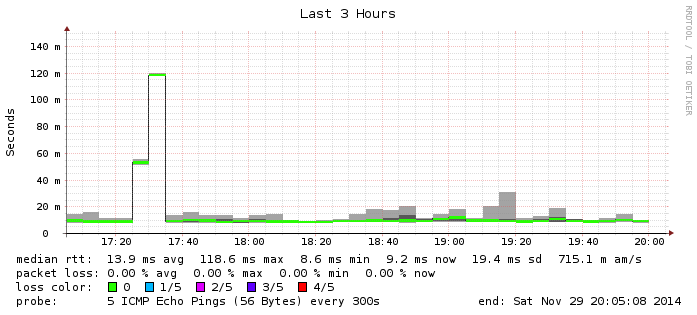 Last 3 Hours
RRDTOOL / TOBI OETIKER
Seconds
140 m
120 m
100 m
80 m
60 m
40 m
20 m
0
17:20 17:40 18:00 18:20 18:40 19:00 19:20 19:40 20:00
median rtt: 13.9 ms avg 118.6 ms max 8.6 ms min 9.2 ms now 19.4 ms sd 715.1 m am/s
packet loss: 0.00 % avg 0.00 % max 0.00 % min 0.00 % now
loss color: 0 1/5 2/5 3/5 4/5
probe: 5 ICMP Echo Pings (56 Bytes) every 300s end: Sat Nov 29 20:05:08 2014